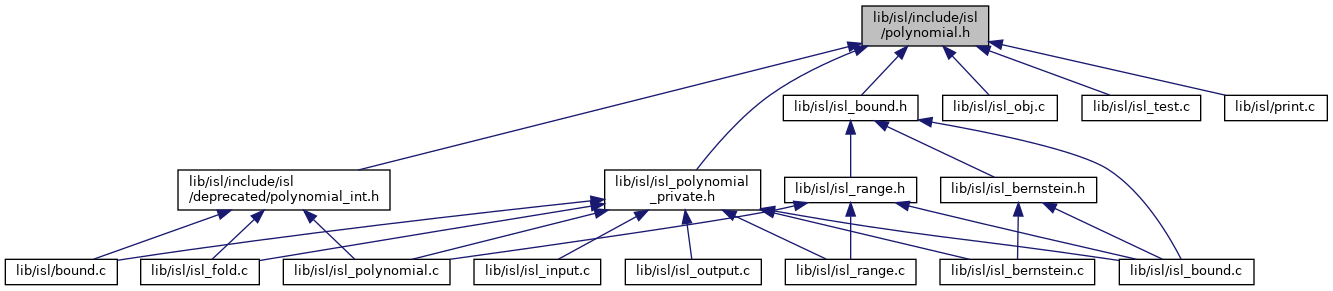 lib/isl/include/isl
/polynomial.h
lib/isl/isl_bound.h
lib/isl/isl_obj.c
lib/isl/isl_test.c
lib/isl/print.c
lib/isl/include/isl
/deprecated/polynomial_int.h
lib/isl/isl_polynomial
_private.h
lib/isl/isl_range.h
lib/isl/isl_bernstein.h
lib/isl/bound.c
lib/isl/isl_fold.c
lib/isl/isl_polynomial.c
lib/isl/isl_input.c
lib/isl/isl_output.c
lib/isl/isl_range.c
lib/isl/isl_bernstein.c
lib/isl/isl_bound.c